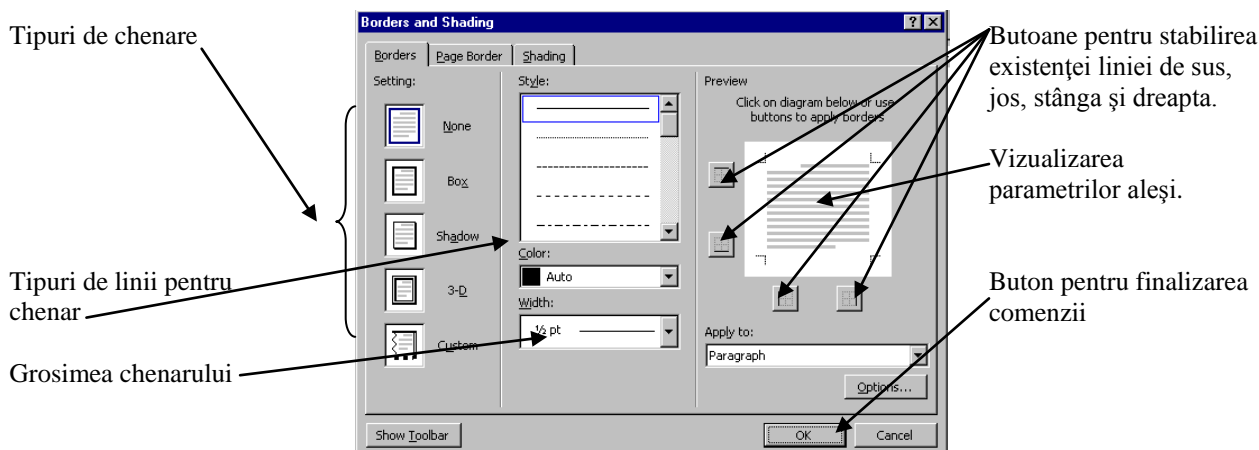 Tipuri de chenare
Tipuri de linii pentru
chenar
Grosimea chenarului
Borders and Shading
Borders
Page Border
Shading
Setting:
None
Box
Shadow
3-D
Custom
Style:
Color:
Auto
Width:
½ pt
Preview
Click on diagram below or use
buttons to apply borders
Apply to:
Paragraph
Options...
Show Toolbar
OK
Cancel
Butoane pentru stabilirea
existenţei liniei de sus,
jos, stânga şi dreapta.
Vizualizarea
parametrilor aleşi.
Buton pentru finalizarea
comenzii